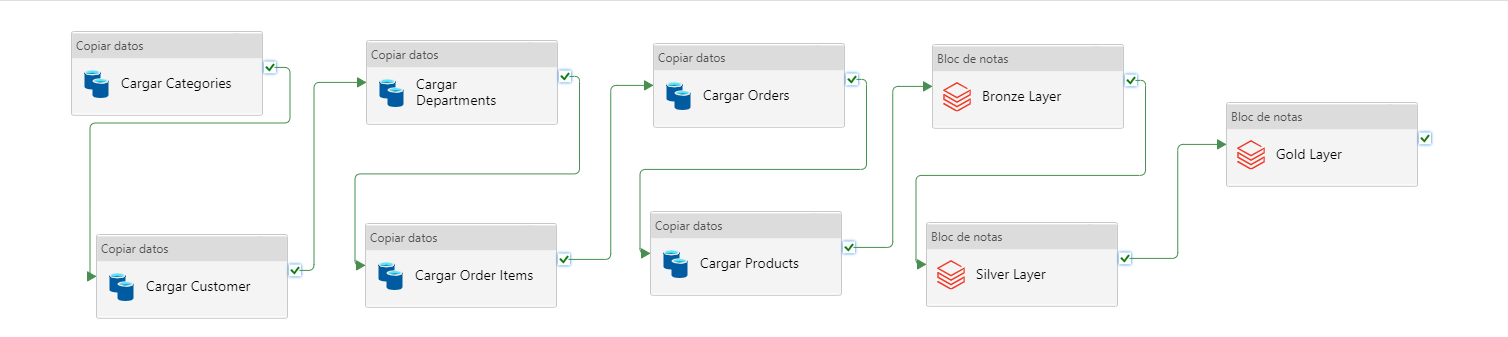 Copiar datos
Cargar Categories
Copiar datos
Cargar Customer
Copiar datos
Cargar
Departments
Copiar datos
Cargar Order Items
Copiar datos
Cargar Orders
Copiar datos
Cargar Products
Bloc de notas
Bronze Layer
Bloc de notas
Silver Layer
Bloc de notas
Gold Layer